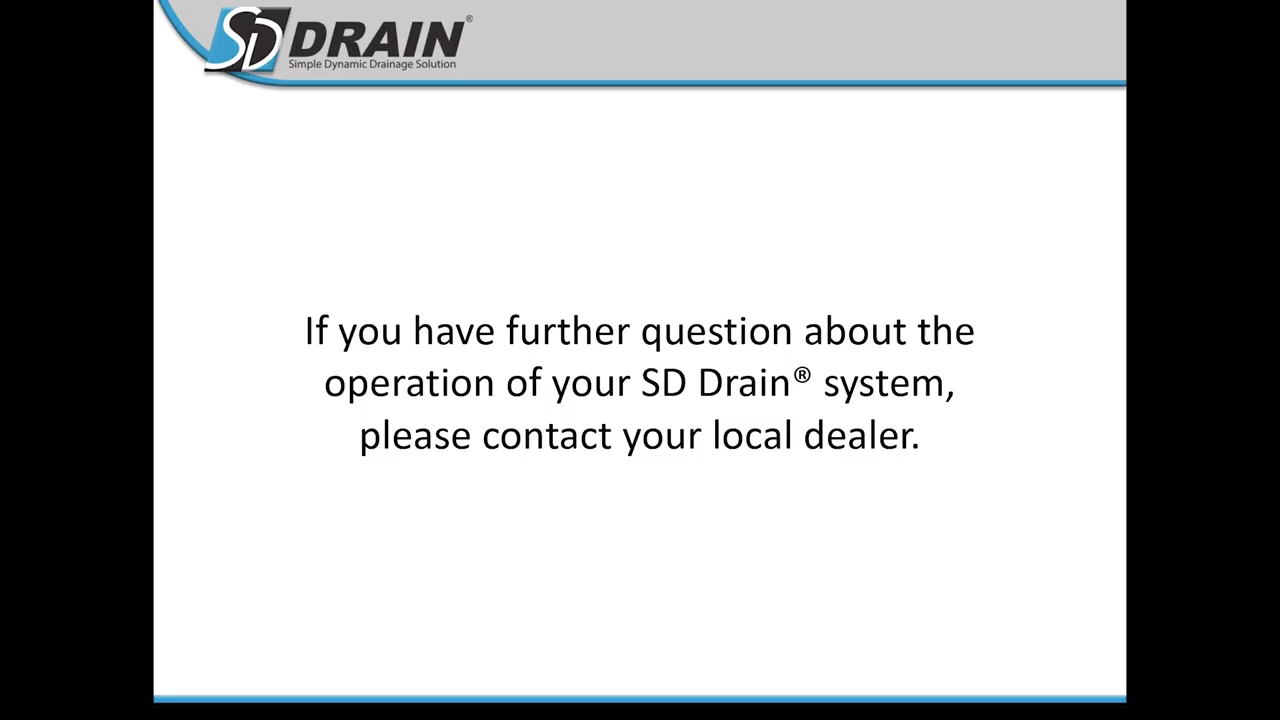 SD DRAIN®
Simple Dynamic Drainage Solution
If you have further question about the
operation of your SD Drain® system,
please contact your local dealer.